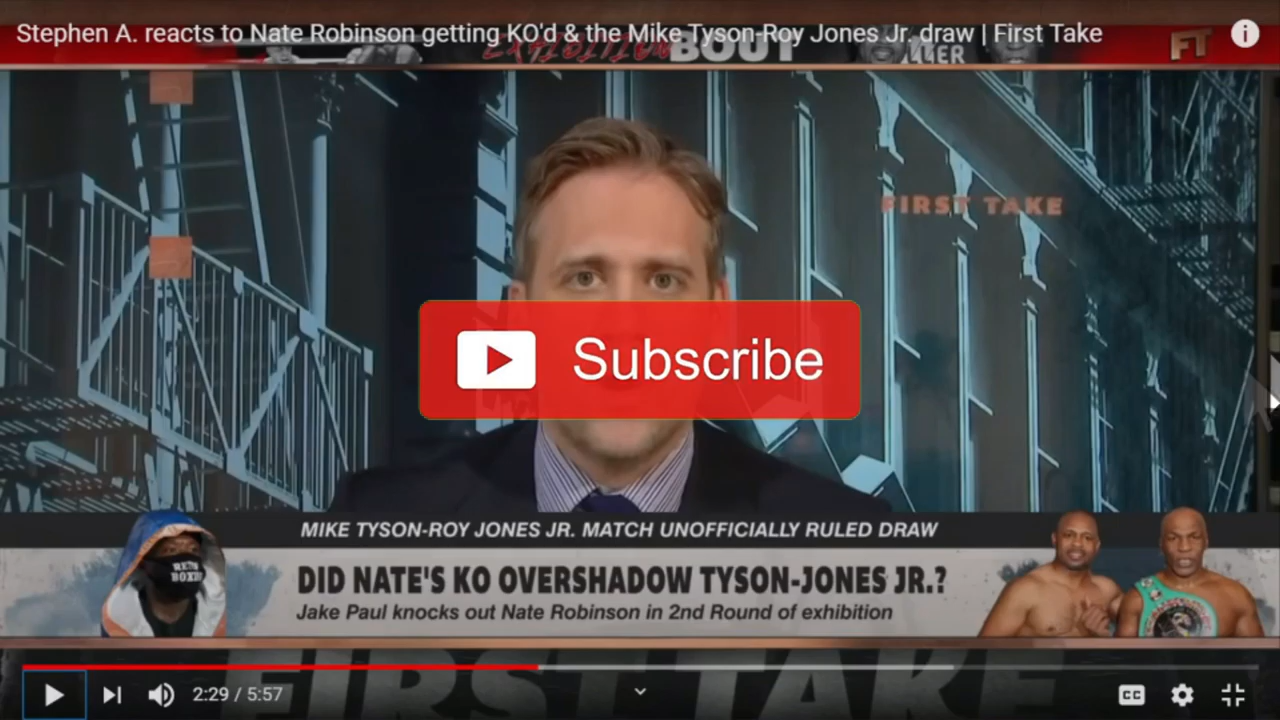 Stephen A. reacts to Nate Robinson getting KO'd & the Mike Tyson-Roy Jones Jr. draw | First Take
BOUT
FT
FIRST TAKE
Subscribe
MIKE TYSON-ROY JONES JR. MATCH UNOFFICIALLY RULED DRAW
DID NATE'S KO OVERSHADOW TYSON-JONES JR.?
Jake Paul knocks out Nate Robinson in 2nd Round of exhibition
FIRST TAKE
2:29 / 5:57
CC